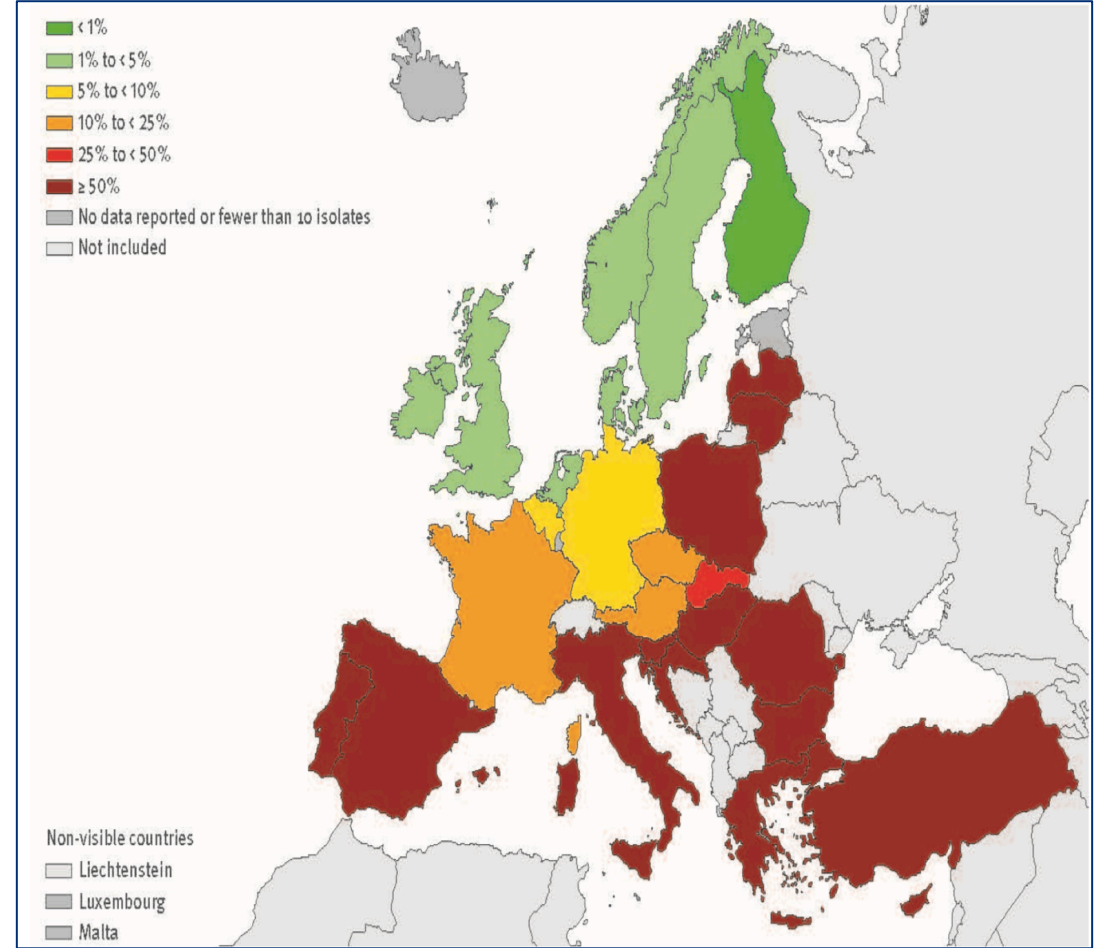 < 1%
1% to < 5%
5% to < 10%
10% to < 25%
25% to < 50%
≥ 50%
No data reported or fewer than 10 isolates
Not included
Non-visible countries
Liechtenstein
Luxembourg
Malta